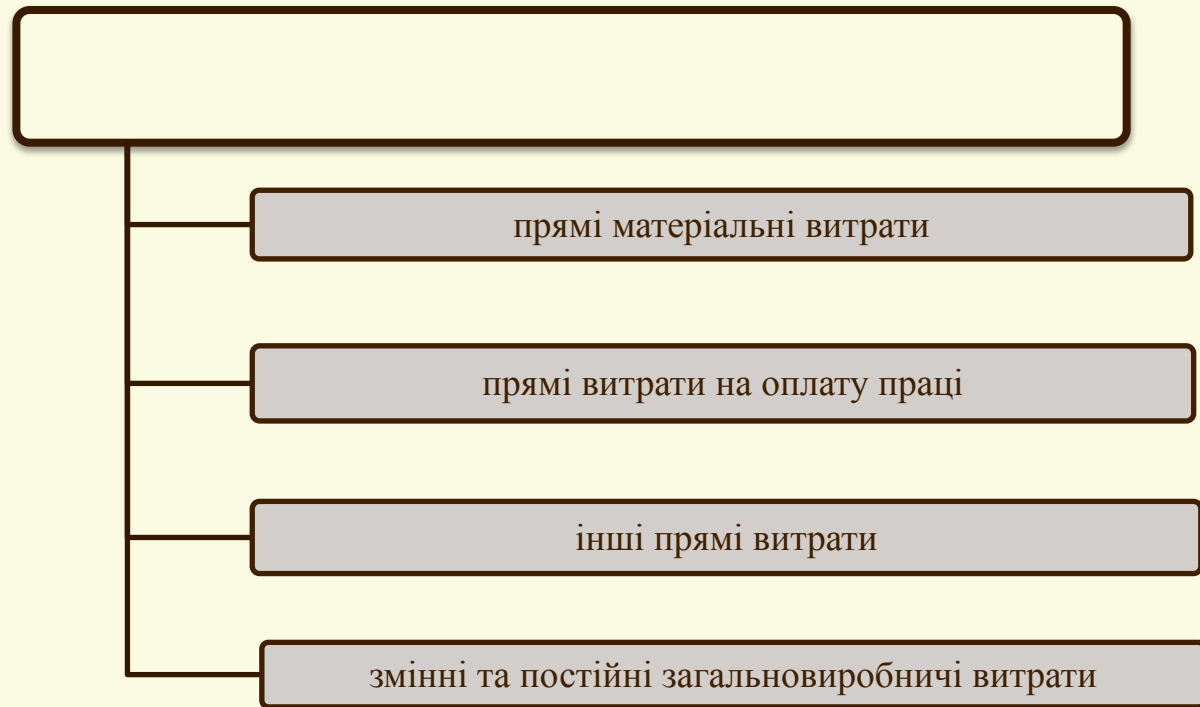 прямі матеріальні витрати
прямі витрати на оплату праці
інші прямі витрати
змінні та постійні загальновиробничі витрати